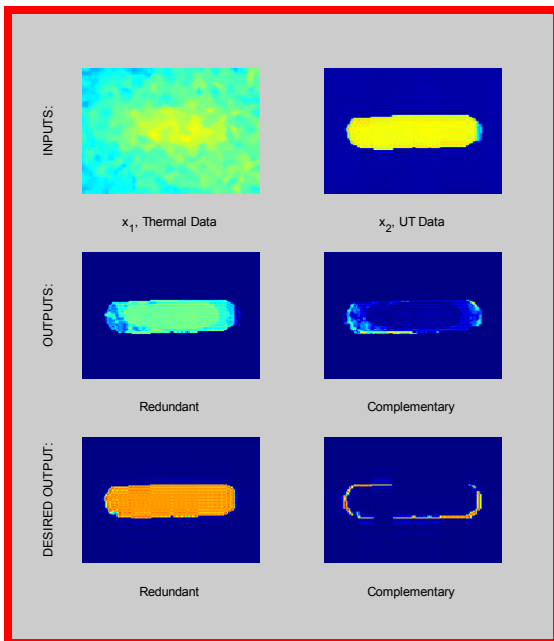 INPUTS:
x1, Thermal Data
x2, UT Data
OUTPUTS:
Redundant
Complementary
DESIRED OUTPUT:
Redundant
Complementary